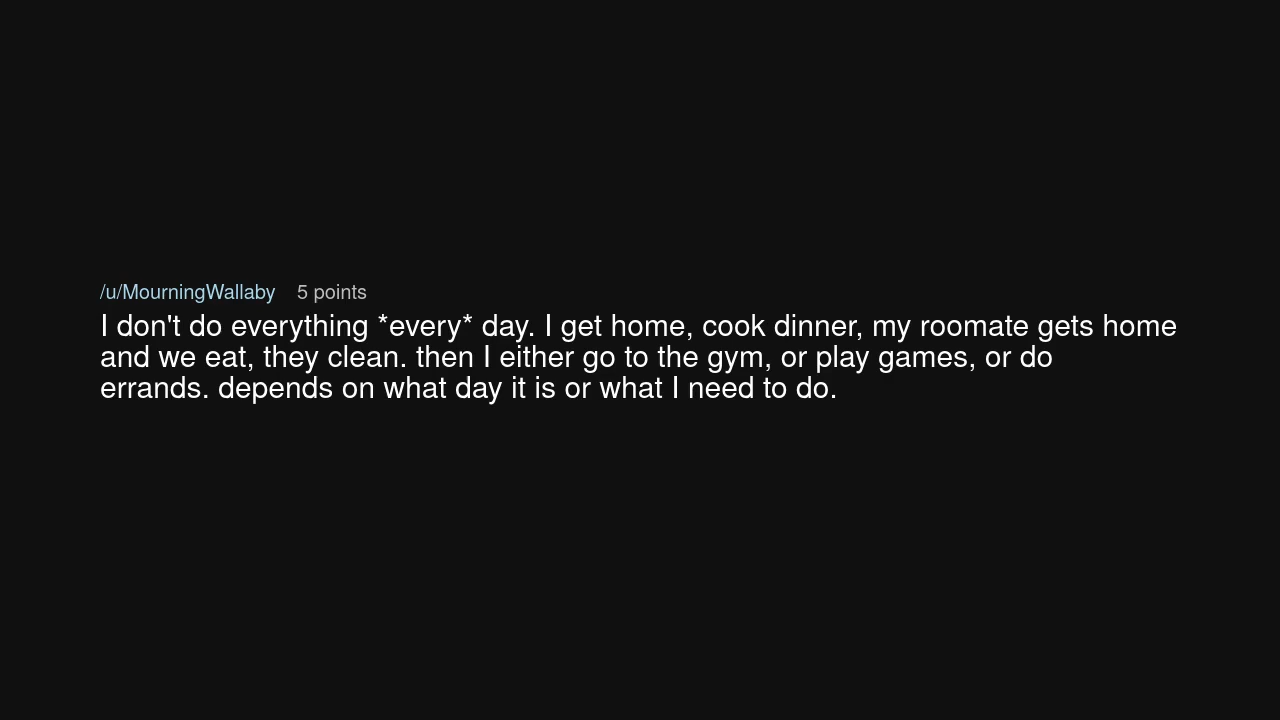 /u/MourningWallaby 5 points
I don't do everything *every* day. I get home, cook dinner, my roomate gets home
and we eat, they clean. then I either go to the gym, or play games, or do
errands. depends on what day it is or what I need to do.